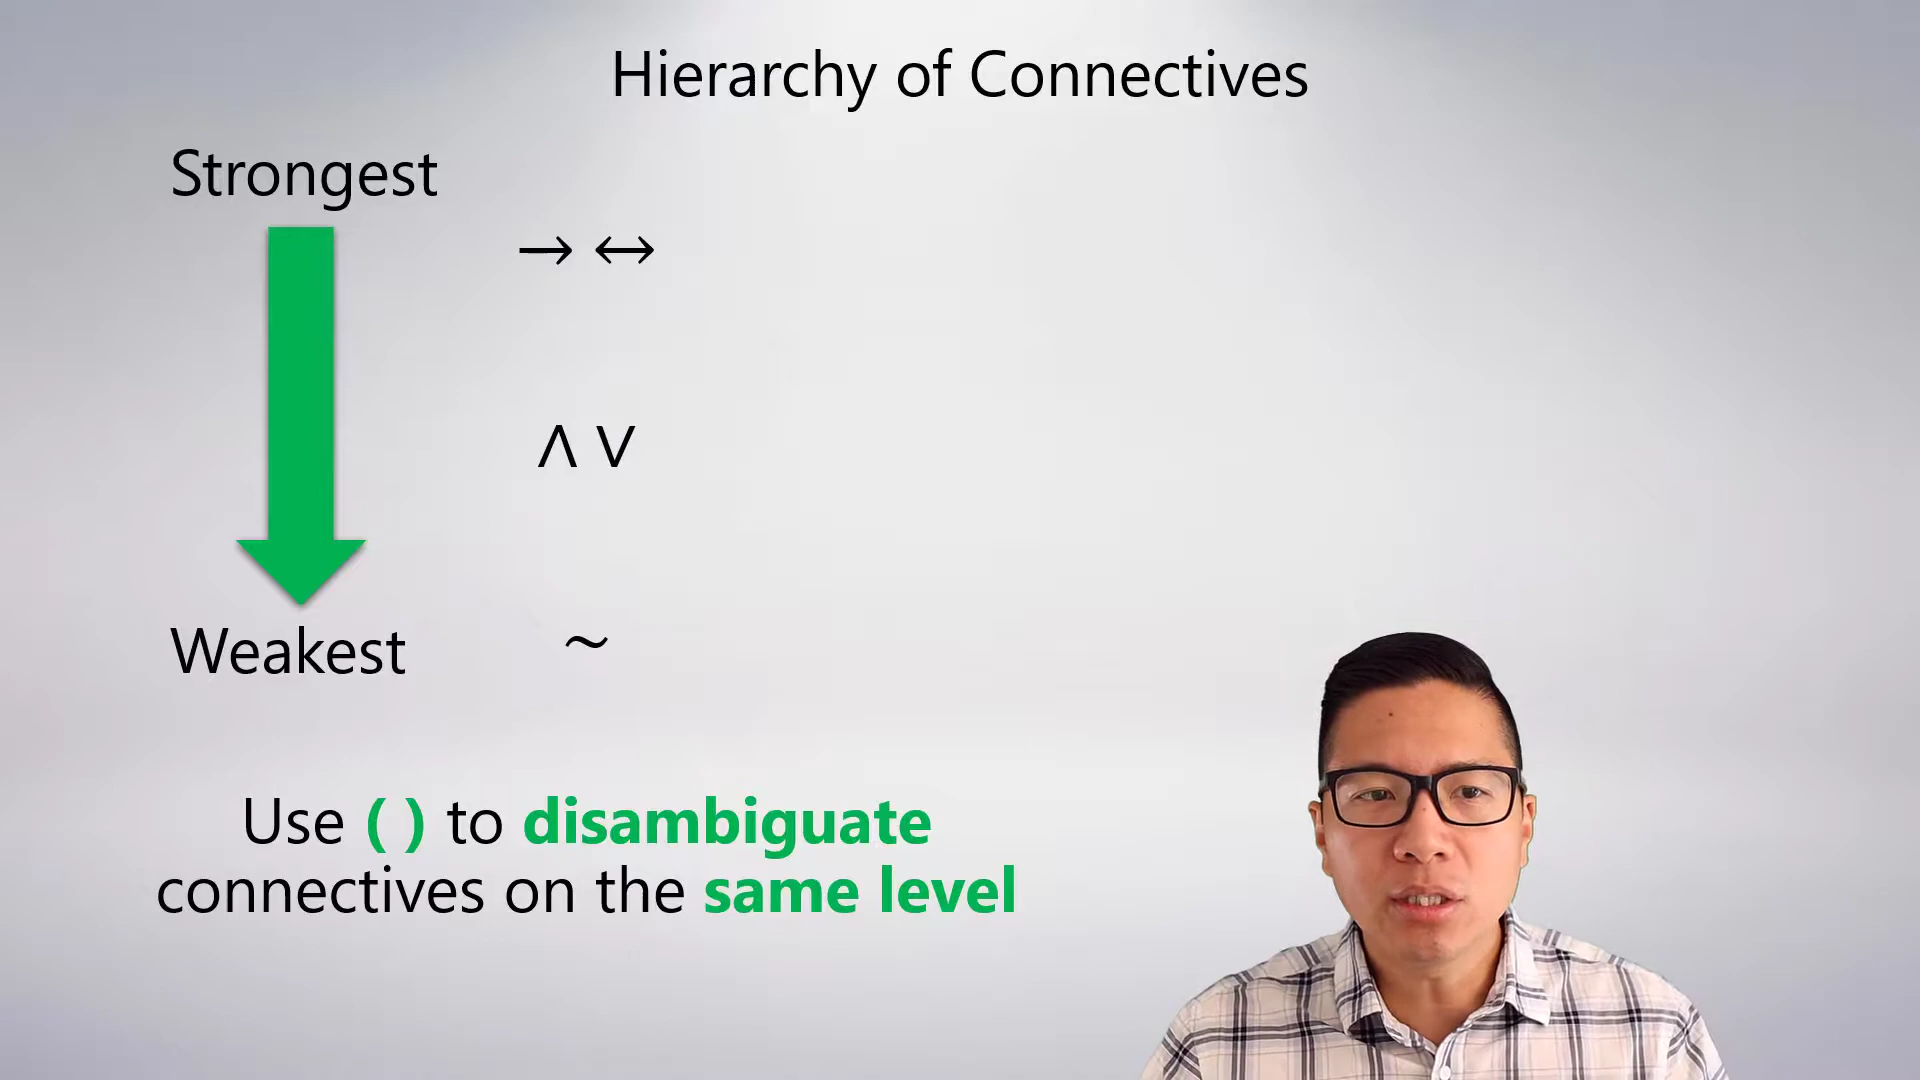 Hierarchy of Connectives
Strongest
→ ↔
∧ ∨
Weakest ~
Use ( ) to disambiguate
connectives on the same level